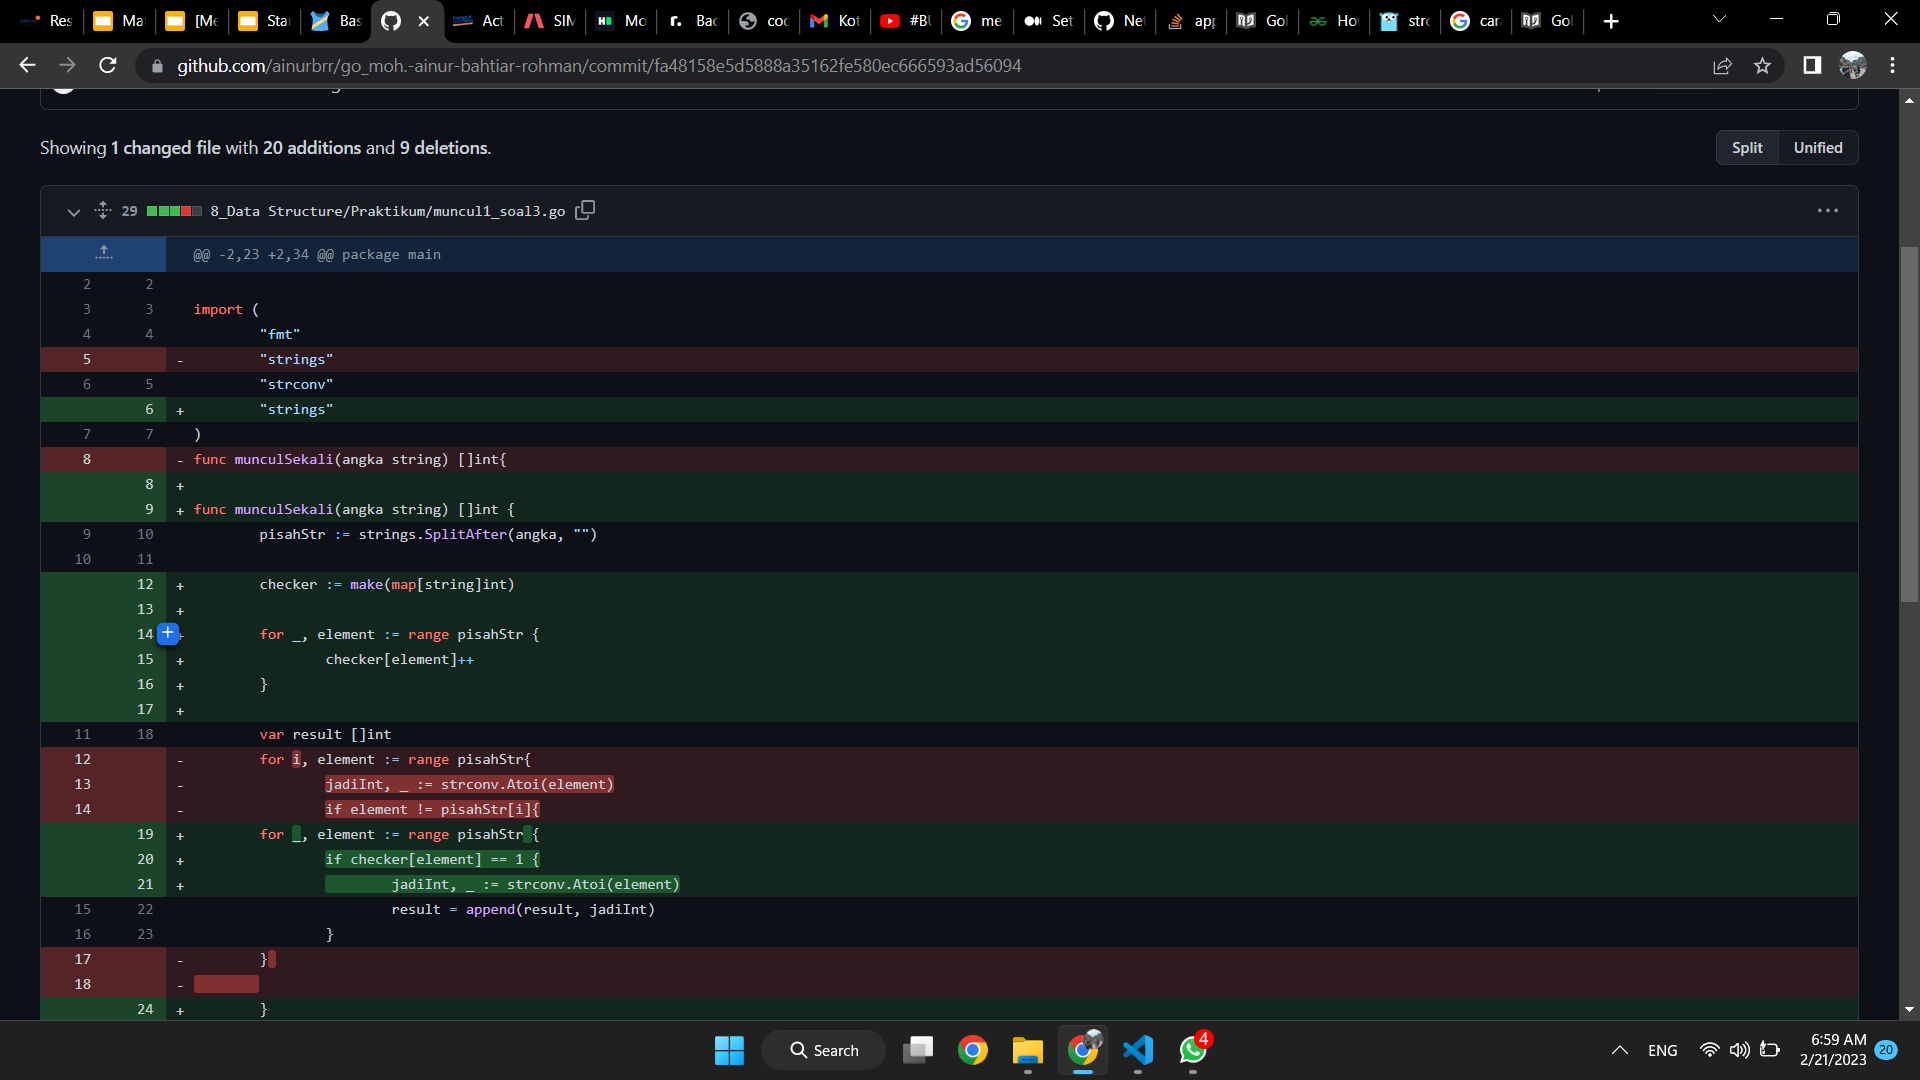 Res
Ma
[Me
Sta
Bas
Act
SIM
Mo
r. Bac
coc
Kot
#BU
me
Set
Net
app
Gol
Ho
stro
car
Gol
github.com/ainurbrr/go_moh.-ainur-bahtiar-rohman/commit/fa48158e5d5888a35162fe580ec666593ad56094
Showing 1 changed file with 20 additions and 9 deletions.
Split Unified
29 8_Data Structure/Praktikum/muncul1_soal3.go
@@ -2,23 +2,34 @@ package main
2 2
3 3 import (
4 4 "fmt"
5 - "strings"
6 5 "strconv"
6 + "strings"
7 7 )
8 - func munculSekali(angka string) []int{
8 +
9 + func munculSekali(angka string) []int {
9 10 pisahStr := strings.SplitAfter(angka, "")
10 11
12 + checker := make(map[string]int)
13 +
14 + for _, element := range pisahStr {
15 + checker[element]++
16 + }
17 +
11 18 var result []int
12 - for i, element := range pisahStr{
13 - jadiInt, _ := strconv.Atoi(element)
14 - if element != pisahStr[i]{
19 + for _, element := range pisahStr {
20 + if checker[element] == 1 {
21 + jadiInt, _ := strconv.Atoi(element)
15 22 result = append(result, jadiInt)
16 23 }
17 - }
18 -
24 + }
Search
4
ENG
6:59 AM
2/21/2023
20